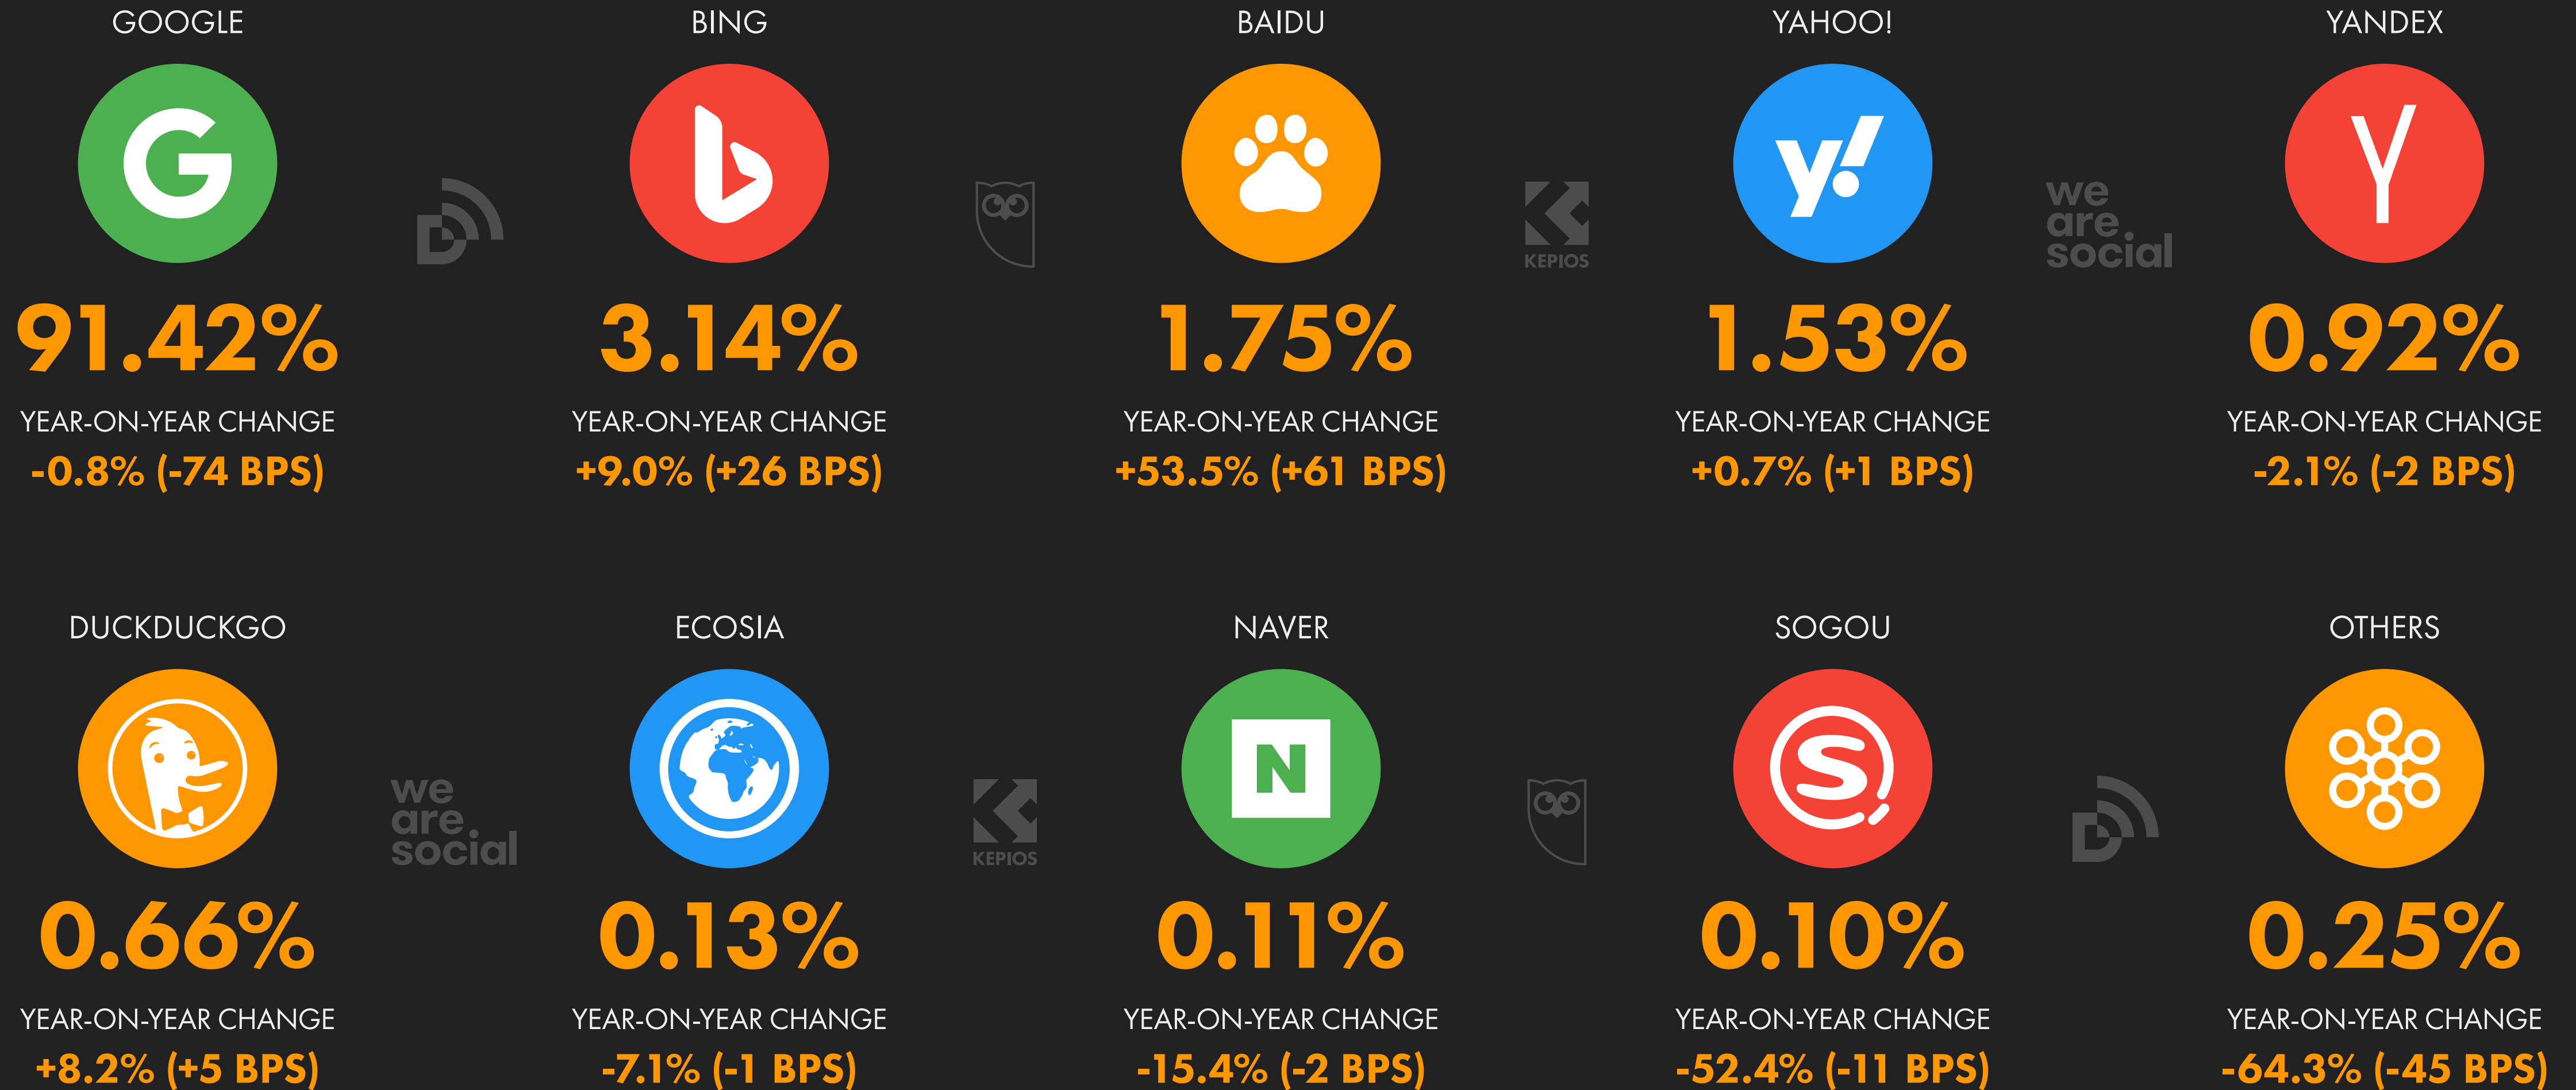 GOOGLE
BING
BAIDU
YAHOO!
YANDEX
G
b
y!
Y
D
KEPIOS
we
are
social
91.42%
3.14%
1.75%
1.53%
0.92%
YEAR-ON-YEAR CHANGE
YEAR-ON-YEAR CHANGE
YEAR-ON-YEAR CHANGE
YEAR-ON-YEAR CHANGE
YEAR-ON-YEAR CHANGE
-0.8% (-74 BPS)
+9.0% (+26 BPS)
+53.5% (+61 BPS)
+0.7% (+1 BPS)
-2.1% (-2 BPS)
DUCKDUCKGO
ECOSIA
NAVER
SOGOU
OTHERS
N
S
we
are
social
KEPIOS
D
0.66%
0.13%
0.11%
0.10%
0.25%
YEAR-ON-YEAR CHANGE
YEAR-ON-YEAR CHANGE
YEAR-ON-YEAR CHANGE
YEAR-ON-YEAR CHANGE
YEAR-ON-YEAR CHANGE
+8.2% (+5 BPS)
-7.1% (-1 BPS)
-15.4% (-2 BPS)
-52.4% (-11 BPS)
-64.3% (-45 BPS)